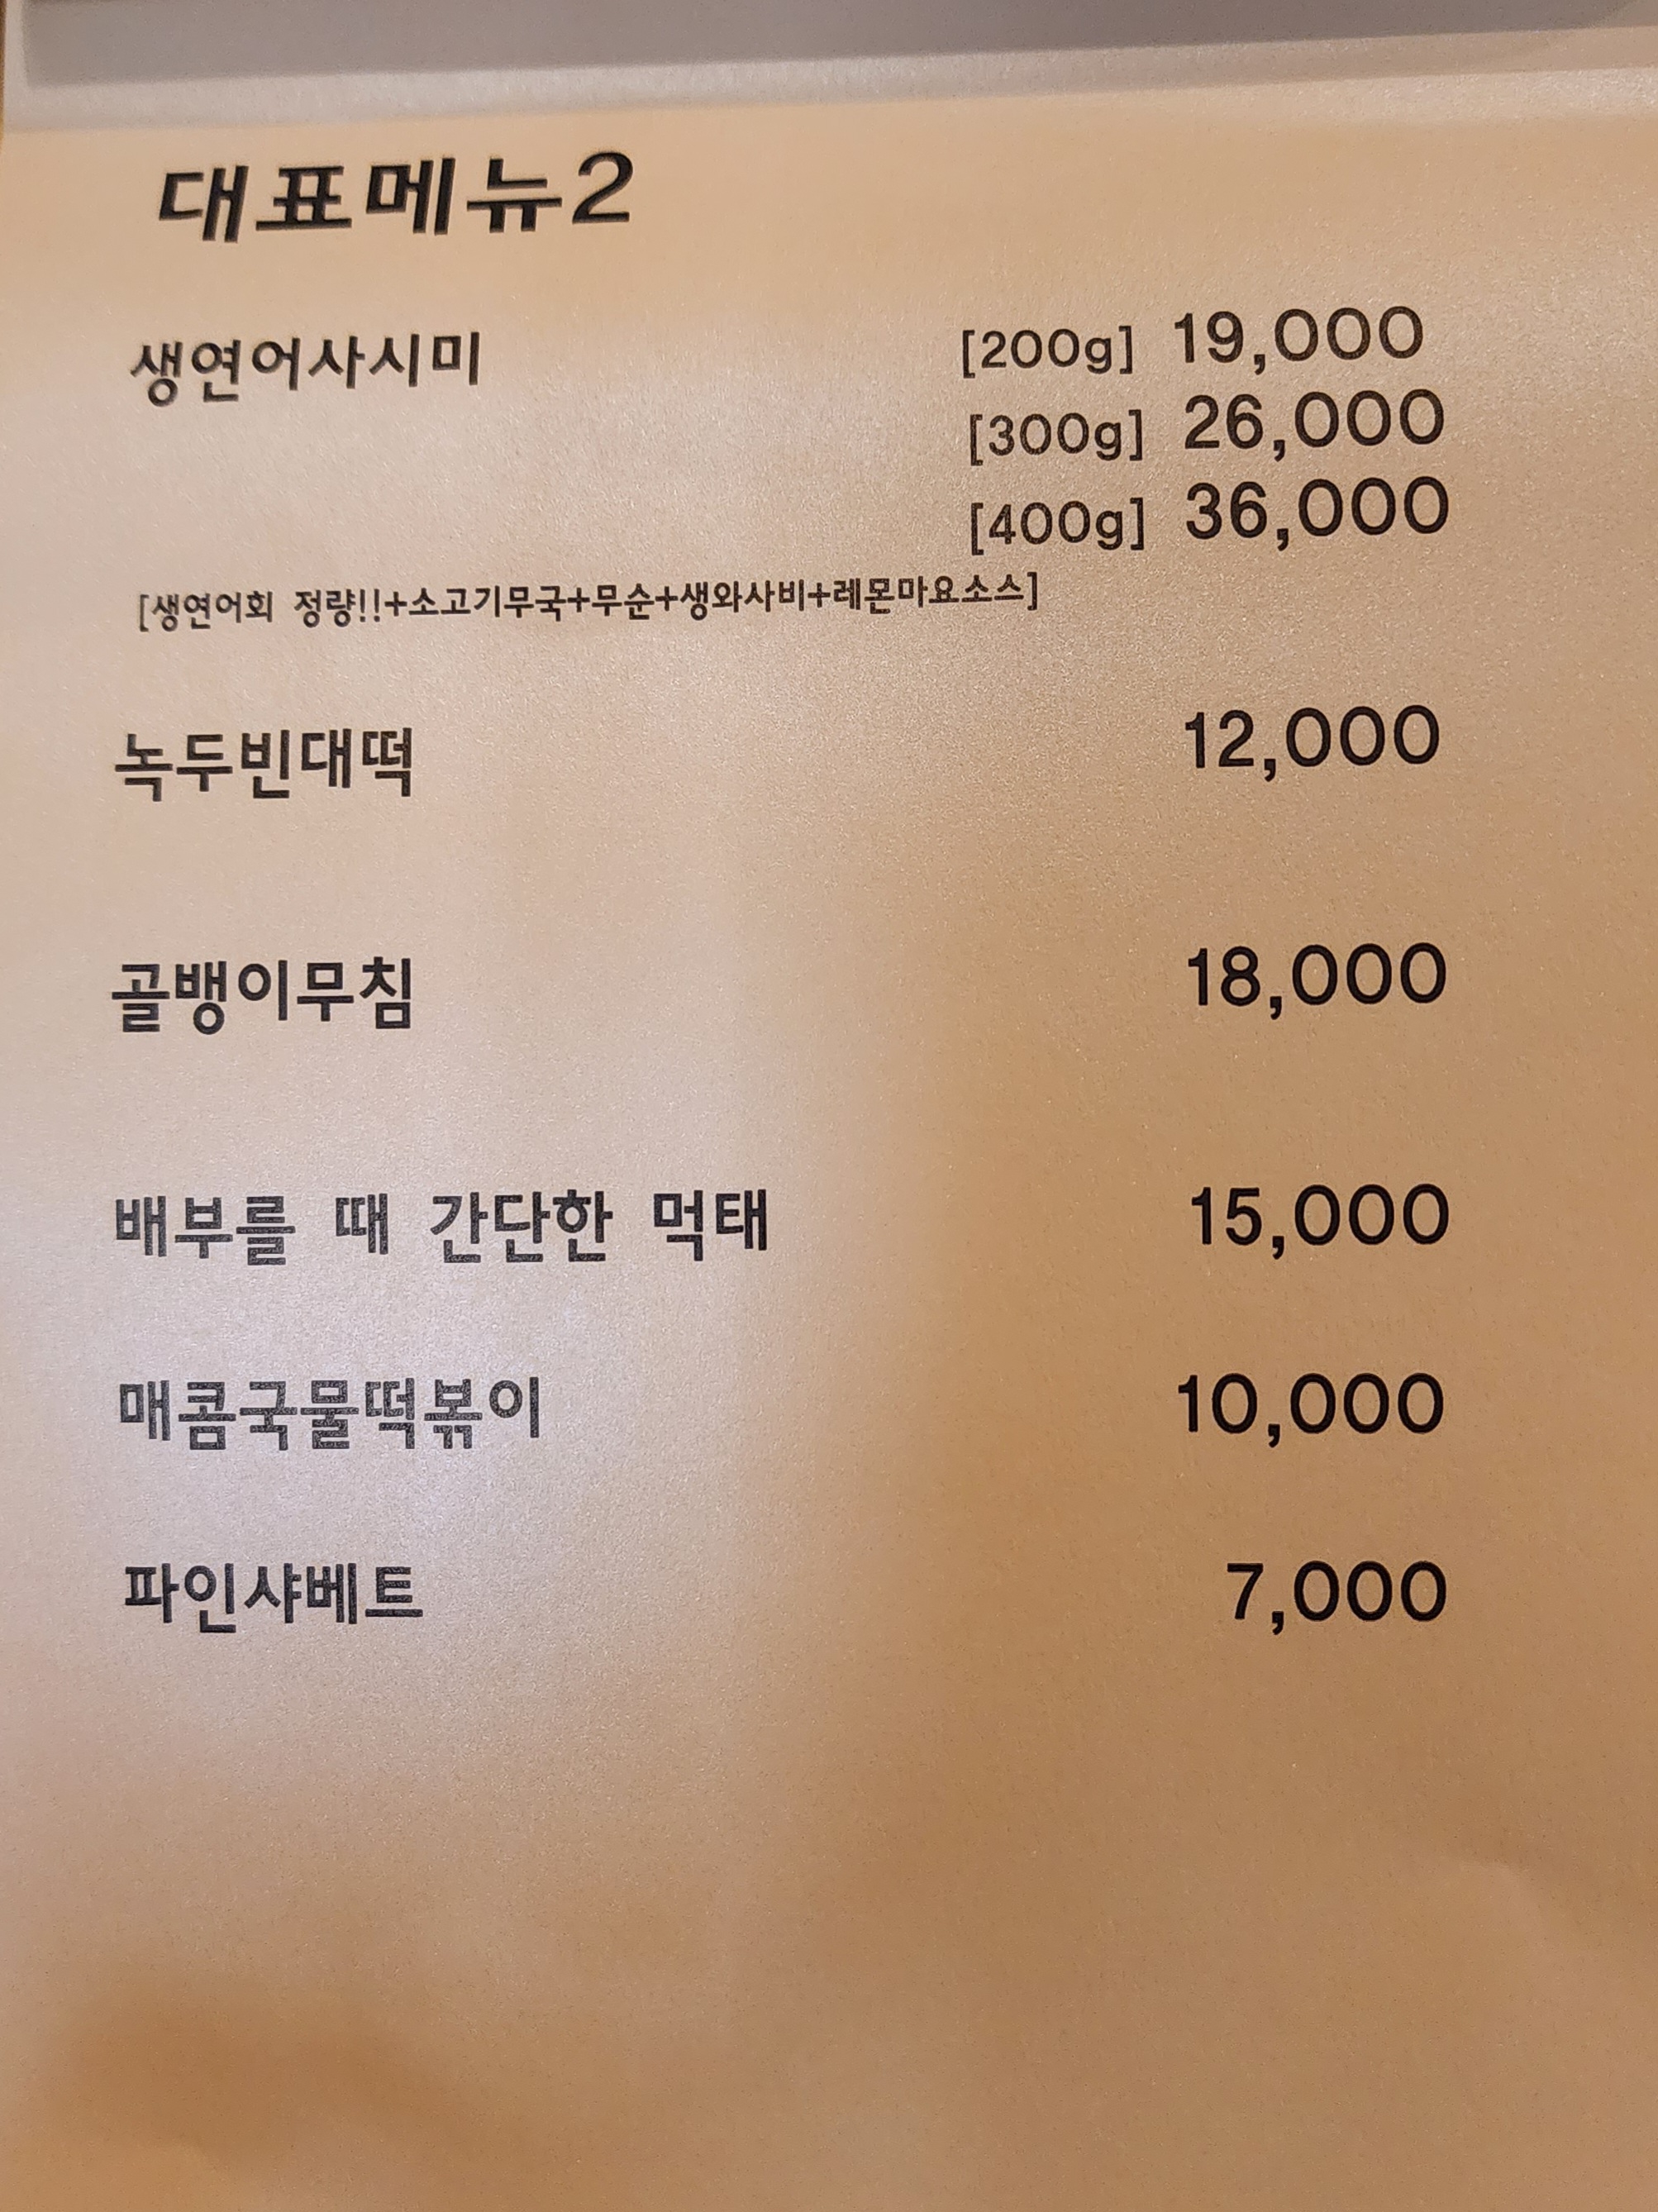 대표메뉴2
생연어사시미 [200g] 19,000
[300g] 26,000
[400g] 36,000
[생연어회 정량!!+소고기무국+무순+생와사비+레몬마요소스]
녹두빈대떡 12,000
골뱅이무침 18,000
배부를 때 간단한 먹태 15,000
매콤국물떡볶이 10,000
파인샤베트 7,000